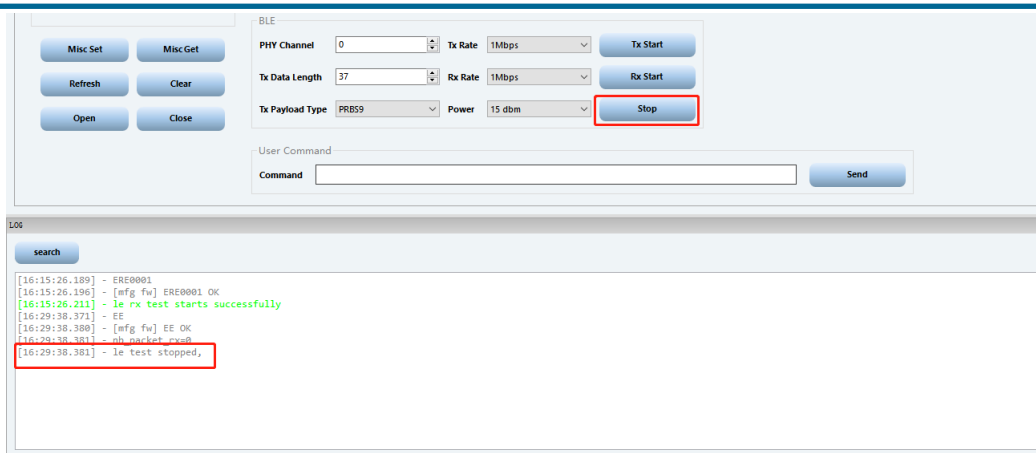 BLE
Misc Set Misc Get PHY Channel 0 Tx Rate 1Mbps Tx Start
Refresh Clear Tx Data Length 37 Rx Rate 1Mbps Rx Start
Open Close Tx Payload Type PRBS9 Power 15 dbm Stop
User Command
Command Send
LOG
search
[16:15:26.189] - ERE0001
[16:15:26.196] - [mfg fw] ERE0001 OK
[16:15:26.211] - le rx test starts successfully
[16:29:38.371] - EE
[16:29:38.380] - [mfg fw] EE OK
[16:29:38.381] - nb_packet_rx=0
[16:29:38.381] - le test stopped,